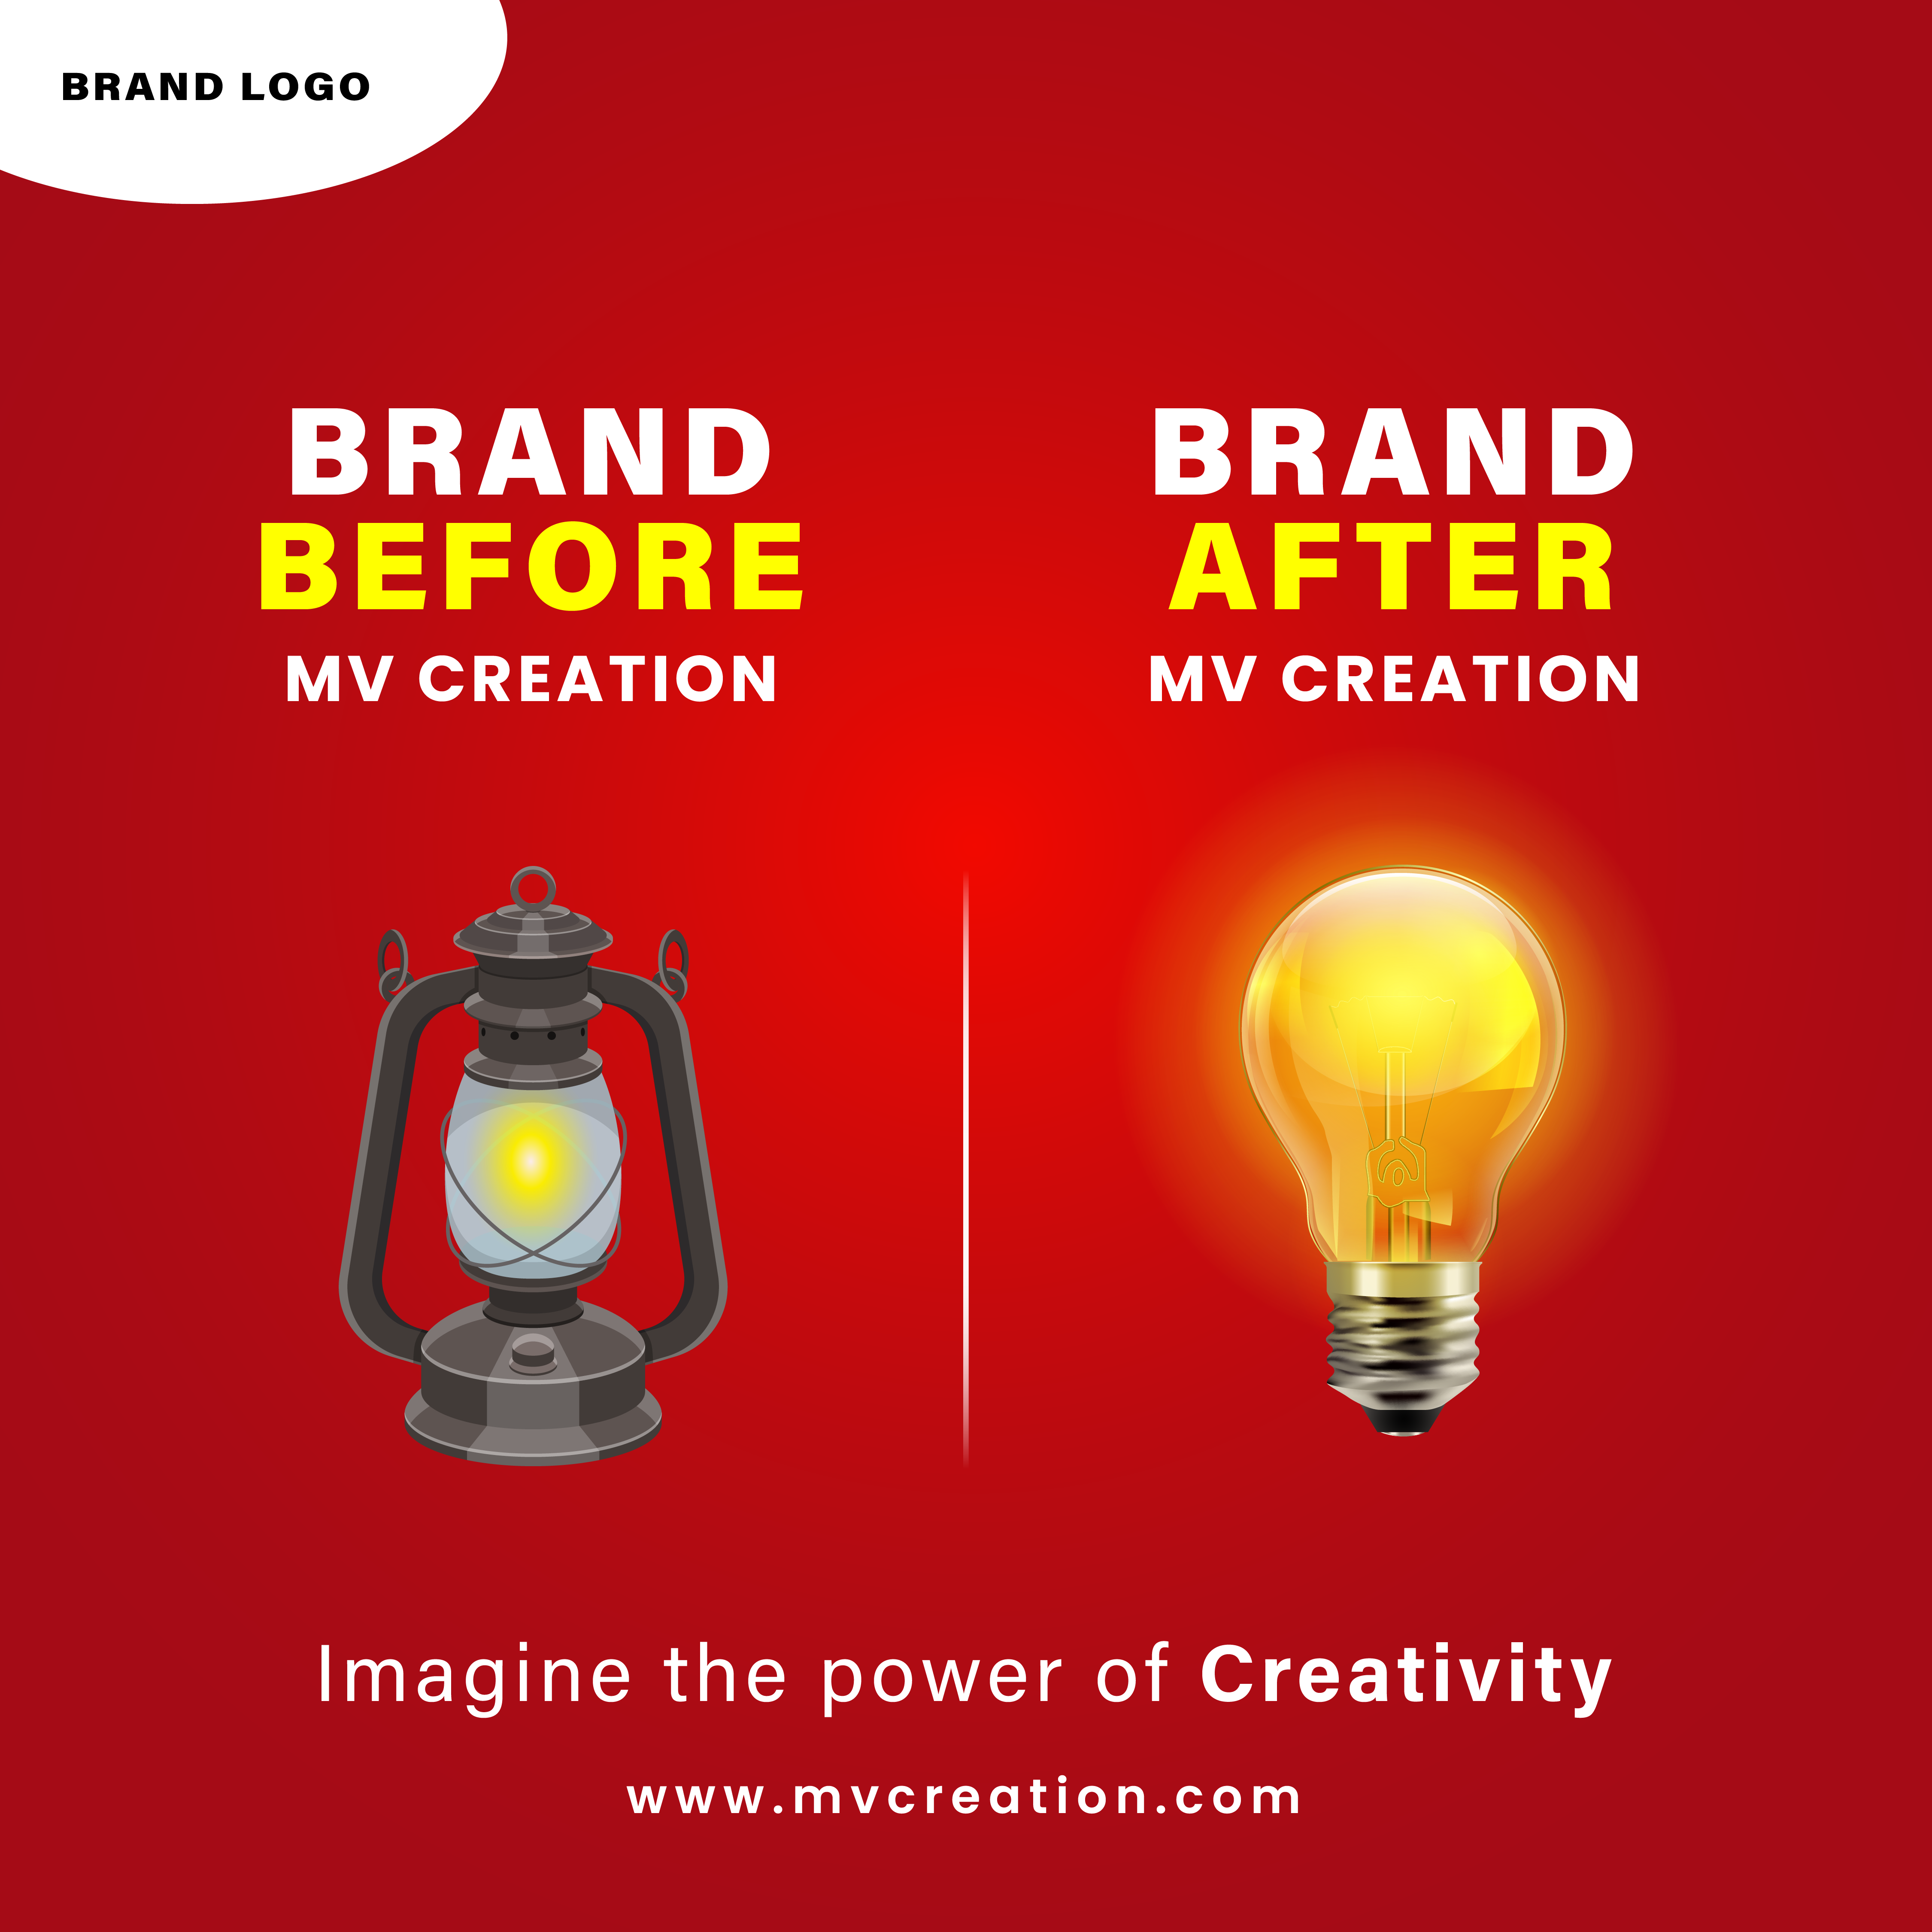 BRAND LOGO
BRAND
BEFORE
MV CREATION
BRAND
AFTER
MV CREATION
Imagine the power of Creativity
www.mvcreation.com